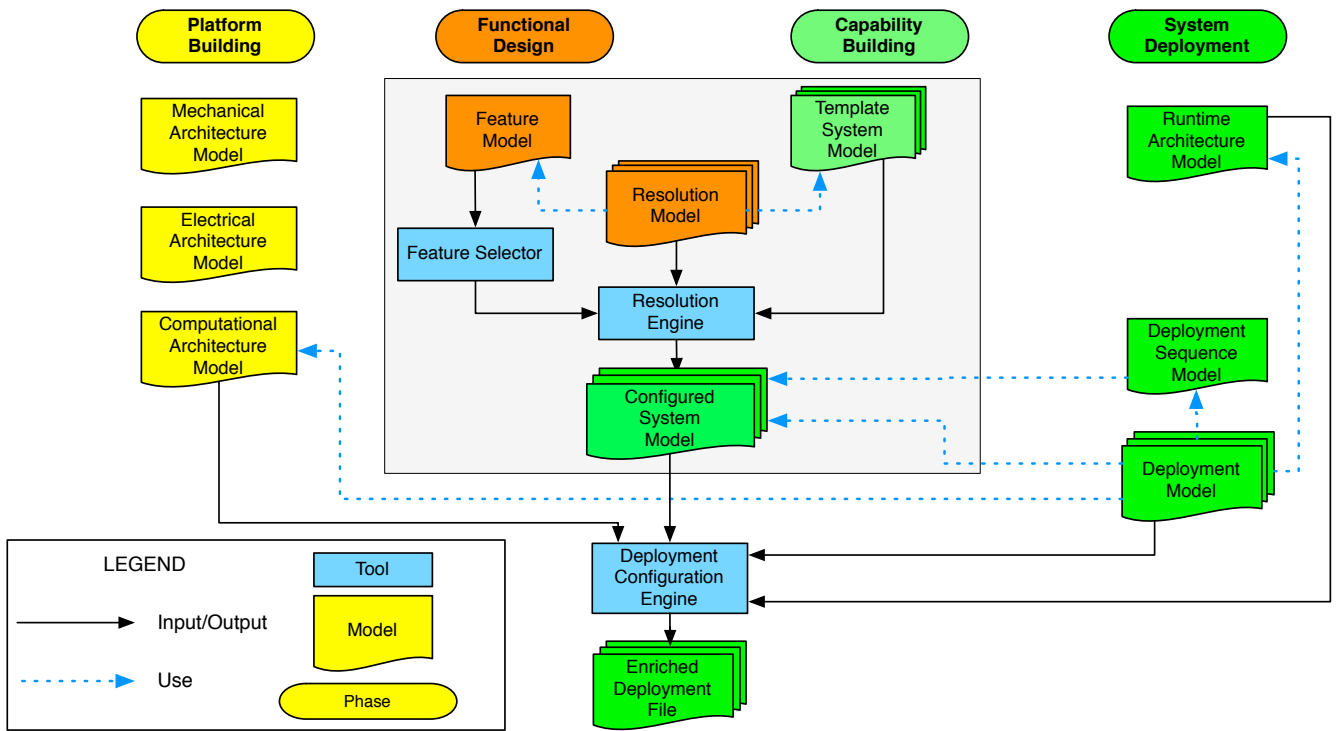 Platform
Building
Functional
Design
Capability
Building
System
Deployment
Mechanical
Architecture
Model
Feature
Model
Template
System
Model
Runtime
Architecture
Model
Resolution
Model
Electrical
Architecture
Model
Feature Selector
Resolution
Engine
Computational
Architecture
Model
Deployment
Sequence
Model
Configured
System
Model
Deployment
Model
Deployment
Configuration
Engine
Enriched
Deployment
File
LEGEND
Tool
Input/Output
Model
Use
Phase